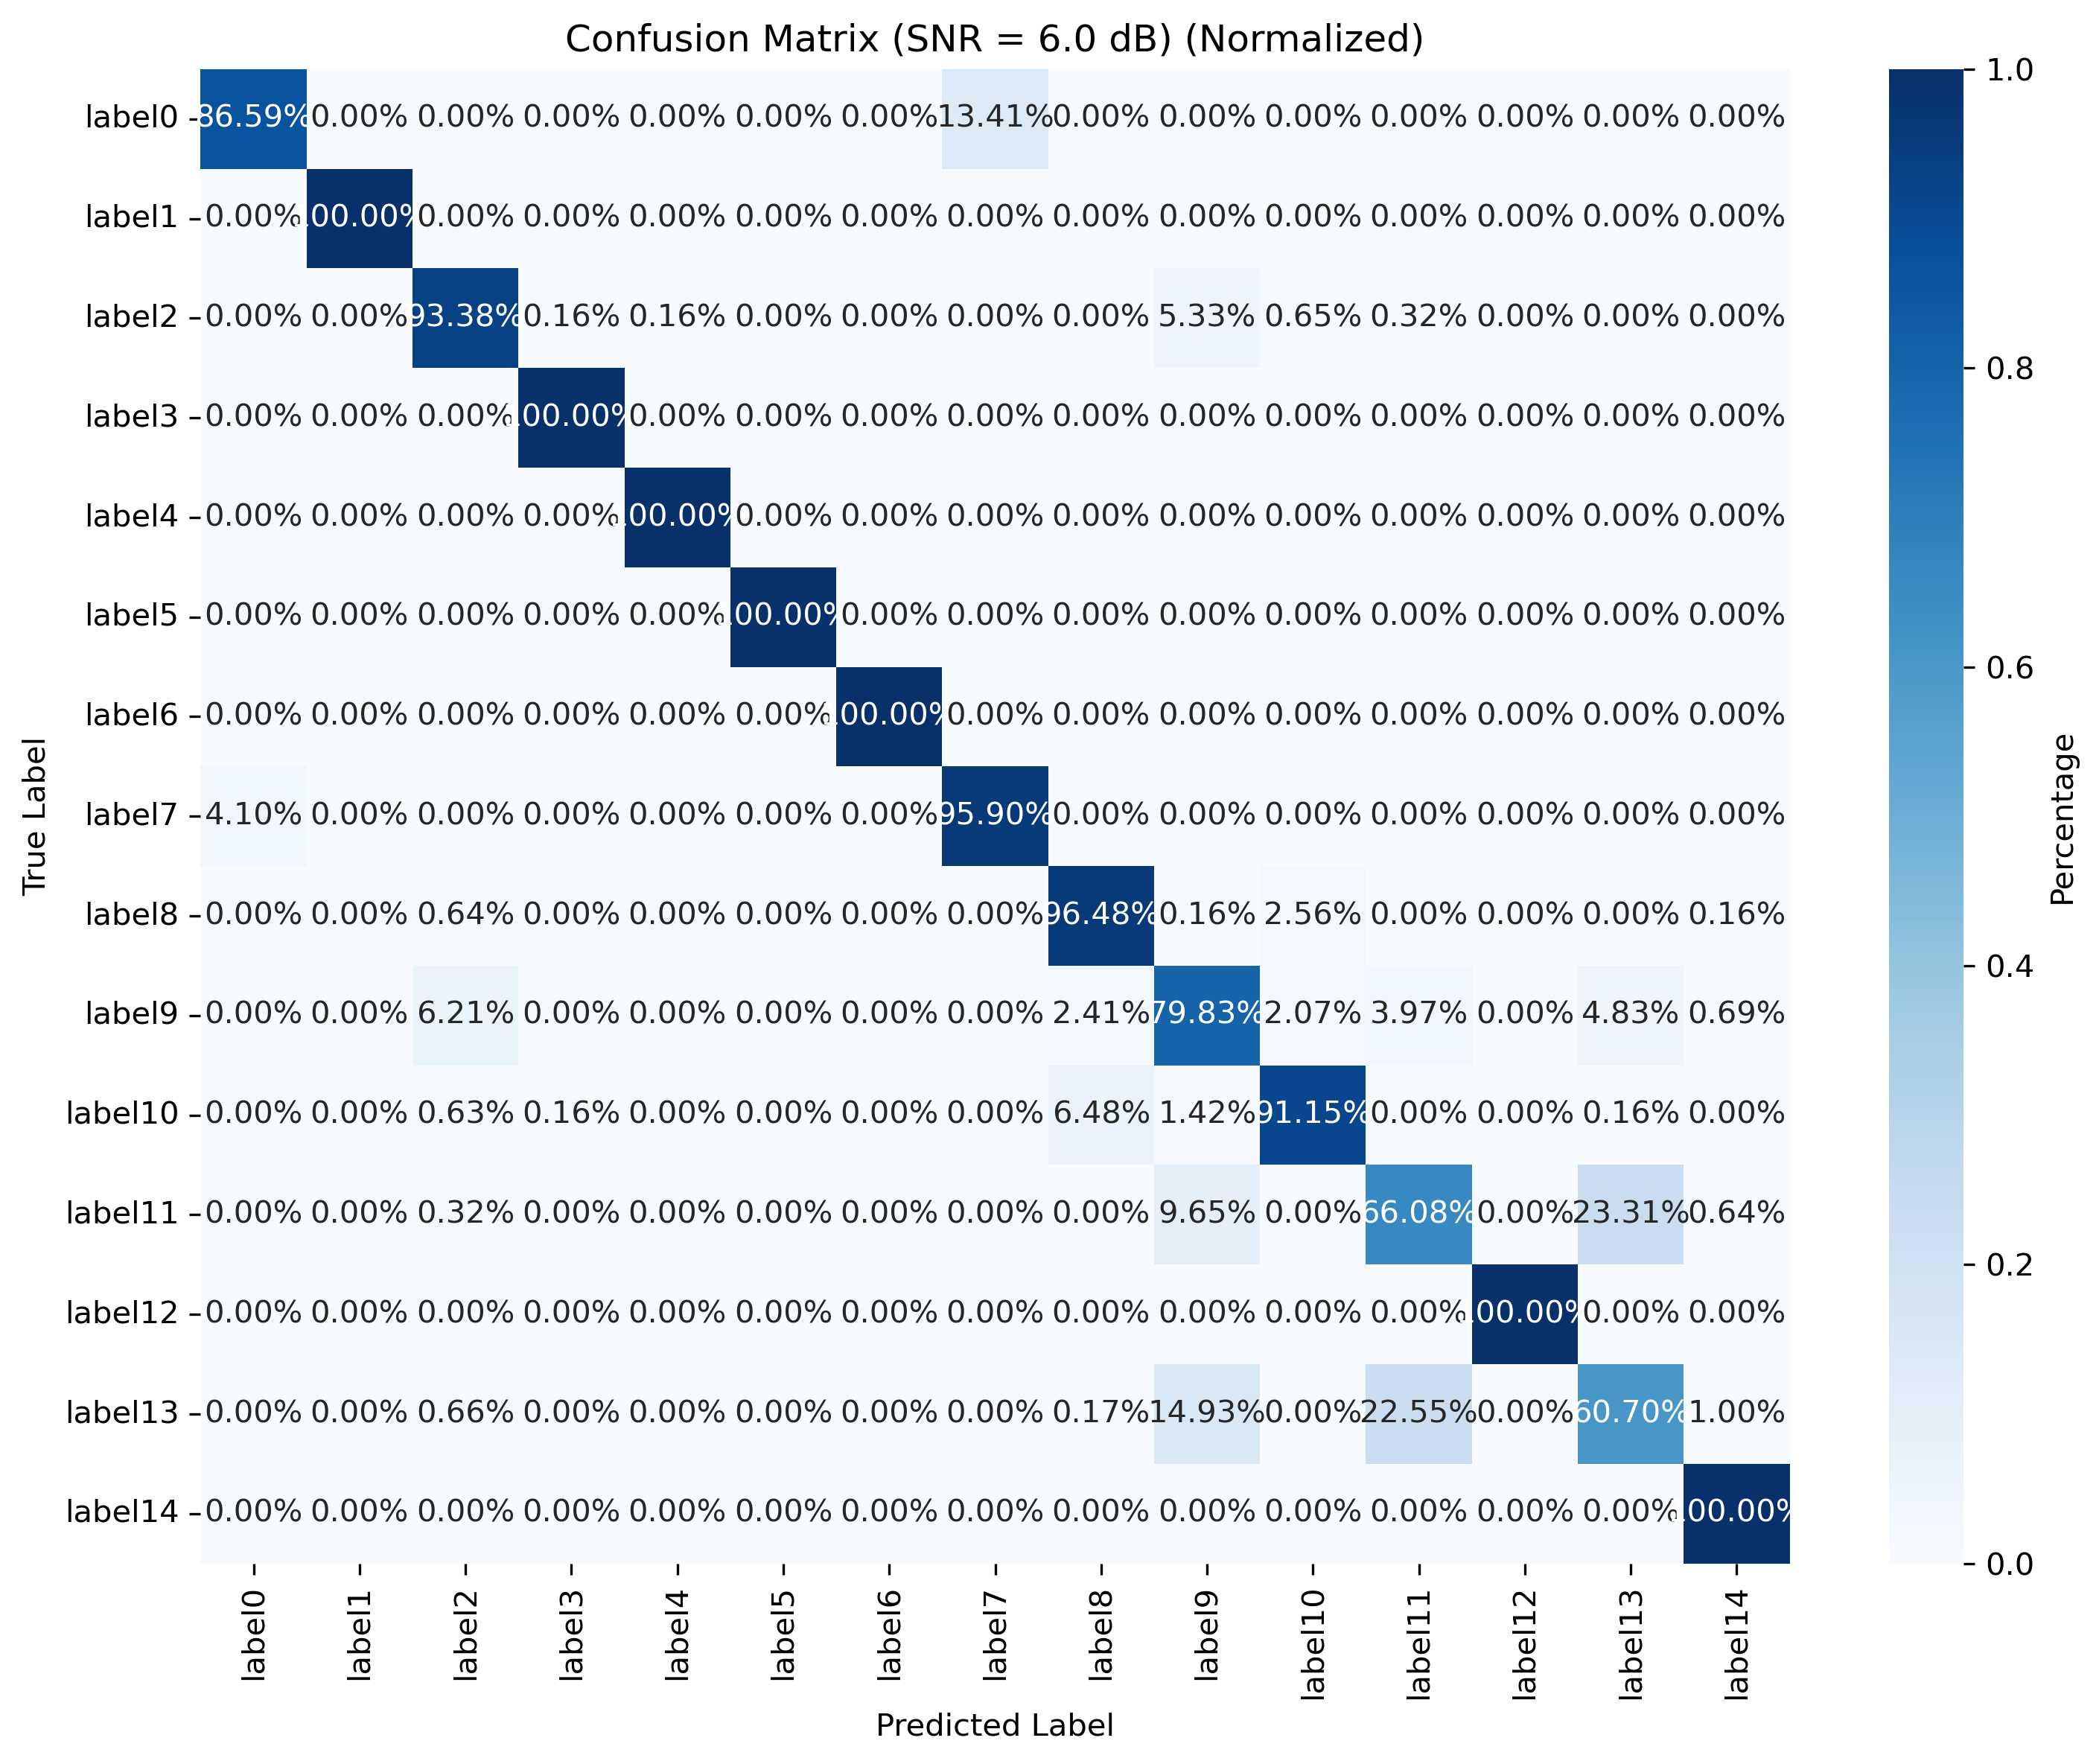 Confusion Matrix (SNR = 6.0 dB) (Normalized)
label0 86.59% 0.00% 0.00% 0.00% 0.00% 0.00% 0.00% 13.41% 0.00% 0.00% 0.00% 0.00% 0.00% 0.00% 0.00%
label1 0.00% 100.00% 0.00% 0.00% 0.00% 0.00% 0.00% 0.00% 0.00% 0.00% 0.00% 0.00% 0.00% 0.00% 0.00%
label2 0.00% 0.00% 93.38% 0.16% 0.16% 0.00% 0.00% 0.00% 0.00% 5.33% 0.65% 0.32% 0.00% 0.00% 0.00%
label3 0.00% 0.00% 0.00% 100.00% 0.00% 0.00% 0.00% 0.00% 0.00% 0.00% 0.00% 0.00% 0.00% 0.00% 0.00%
label4 0.00% 0.00% 0.00% 0.00% 100.00% 0.00% 0.00% 0.00% 0.00% 0.00% 0.00% 0.00% 0.00% 0.00% 0.00%
label5 0.00% 0.00% 0.00% 0.00% 0.00% 100.00% 0.00% 0.00% 0.00% 0.00% 0.00% 0.00% 0.00% 0.00% 0.00%
label6 0.00% 0.00% 0.00% 0.00% 0.00% 0.00% 100.00% 0.00% 0.00% 0.00% 0.00% 0.00% 0.00% 0.00% 0.00%
label7 4.10% 0.00% 0.00% 0.00% 0.00% 0.00% 0.00% 95.90% 0.00% 0.00% 0.00% 0.00% 0.00% 0.00% 0.00%
label8 0.00% 0.00% 0.64% 0.00% 0.00% 0.00% 0.00% 0.00% 96.48% 0.16% 2.56% 0.00% 0.00% 0.00% 0.16%
label9 0.00% 0.00% 6.21% 0.00% 0.00% 0.00% 0.00% 0.00% 2.41% 79.83% 2.07% 3.97% 0.00% 4.83% 0.69%
label10 0.00% 0.00% 0.63% 0.16% 0.00% 0.00% 0.00% 0.00% 6.48% 1.42% 91.15% 0.00% 0.00% 0.16% 0.00%
label11 0.00% 0.00% 0.32% 0.00% 0.00% 0.00% 0.00% 0.00% 0.00% 9.65% 0.00% 66.08% 0.00% 23.31% 0.64%
label12 0.00% 0.00% 0.00% 0.00% 0.00% 0.00% 0.00% 0.00% 0.00% 0.00% 0.00% 0.00% 100.00% 0.00% 0.00%
label13 0.00% 0.00% 0.66% 0.00% 0.00% 0.00% 0.00% 0.00% 0.17% 14.93% 0.00% 22.55% 0.00% 60.70% 1.00%
label14 0.00% 0.00% 0.00% 0.00% 0.00% 0.00% 0.00% 0.00% 0.00% 0.00% 0.00% 0.00% 0.00% 0.00% 100.00%
True Label
label0 label1 label2 label3 label4 label5 label6 label7 label8 label9 label10 label11 label12 label13 label14
Predicted Label
1.0
0.8
0.6
0.4
0.2
0.0
Percentage